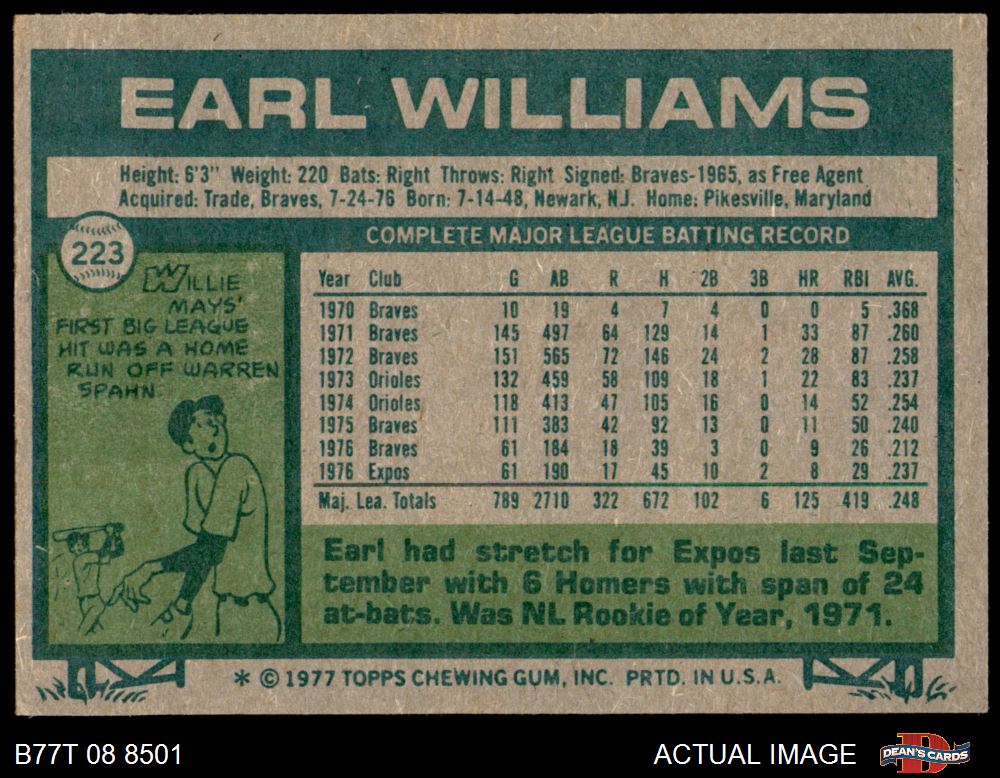 EARL WILLIAMS
Height: 6'3" Weight: 220 Bats: Right Throws: Right Signed: Braves-1965, as Free Agent
Acquired: Trade, Braves, 7-24-76 Born: 7-14-48, Newark, N.J. Home: Pikesville, Maryland
223
WILLIE
MAYS'
FIRST BIG LEAGUE
HIT WAS A HOME
RUN OFF WARREN
SPAHN.
COMPLETE MAJOR LEAGUE BATTING RECORD
Year Club G AB R H 2B 3B HR RBI AVG.
1970 Braves 10 19 4 7 4 0 0 5 .368
1971 Braves 145 497 64 129 14 1 33 87 .260
1972 Braves 151 565 72 146 24 2 28 87 .258
1973 Orioles 132 459 58 109 18 1 22 83 .237
1974 Orioles 118 413 47 105 16 0 14 52 .254
1975 Braves 111 383 42 92 13 0 11 50 .240
1976 Braves 61 184 18 39 3 0 9 26 .212
1976 Expos 61 190 17 45 10 2 8 29 .237
Maj. Lea. Totals 789 2710 322 672 102 6 125 419 .248
Earl had stretch for Expos last Sep-
tember with 6 Homers with span of 24
at-bats. Was NL Rookie of Year, 1971.
* © 1977 TOPPS CHEWING GUM, INC. PRTD. IN U.S.A.
B77T 08 8501
ACTUAL IMAGE
D
DEAN'S CARDS